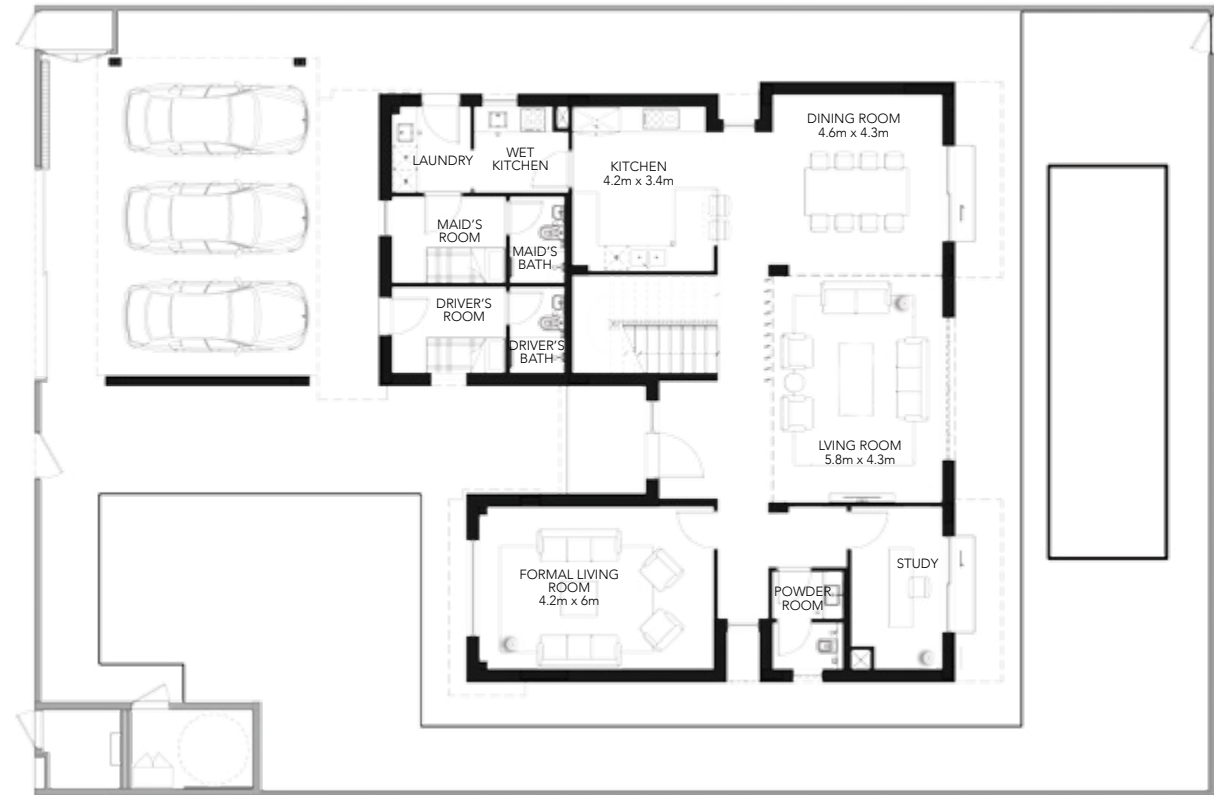 DINING ROOM
4.6m x 4.3m
LAUNDRY
WET
KITCHEN
KITCHEN
4.2m x 3.4m
MAID'S
ROOM
MAID'S
BATH
DRIVER'S
ROOM
DRIVER'S
BATH
LVING ROOM
5.8m x 4.3m
FORMAL LIVING
ROOM
4.2m x 6m
STUDY
POWDER
ROOM